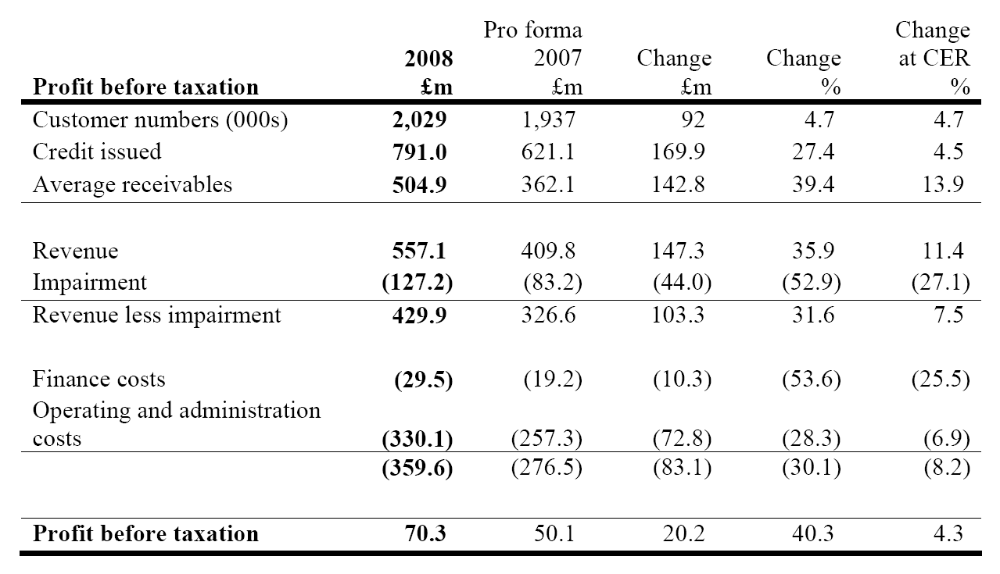 Pro forma Change
2008 2007 Change Change at CER
Profit before taxation £m £m £m % %
Customer numbers (000s) 2,029 1,937 92 4.7 4.7
Credit issued 791.0 621.1 169.9 27.4 4.5
Average receivables 504.9 362.1 142.8 39.4 13.9
Revenue 557.1 409.8 147.3 35.9 11.4
Impairment (127.2) (83.2) (44.0) (52.9) (27.1)
Revenue less impairment 429.9 326.6 103.3 31.6 7.5
Finance costs (29.5) (19.2) (10.3) (53.6) (25.5)
Operating and administration
costs (330.1) (257.3) (72.8) (28.3) (6.9)
(359.6) (276.5) (83.1) (30.1) (8.2)
Profit before taxation 70.3 50.1 20.2 40.3 4.3